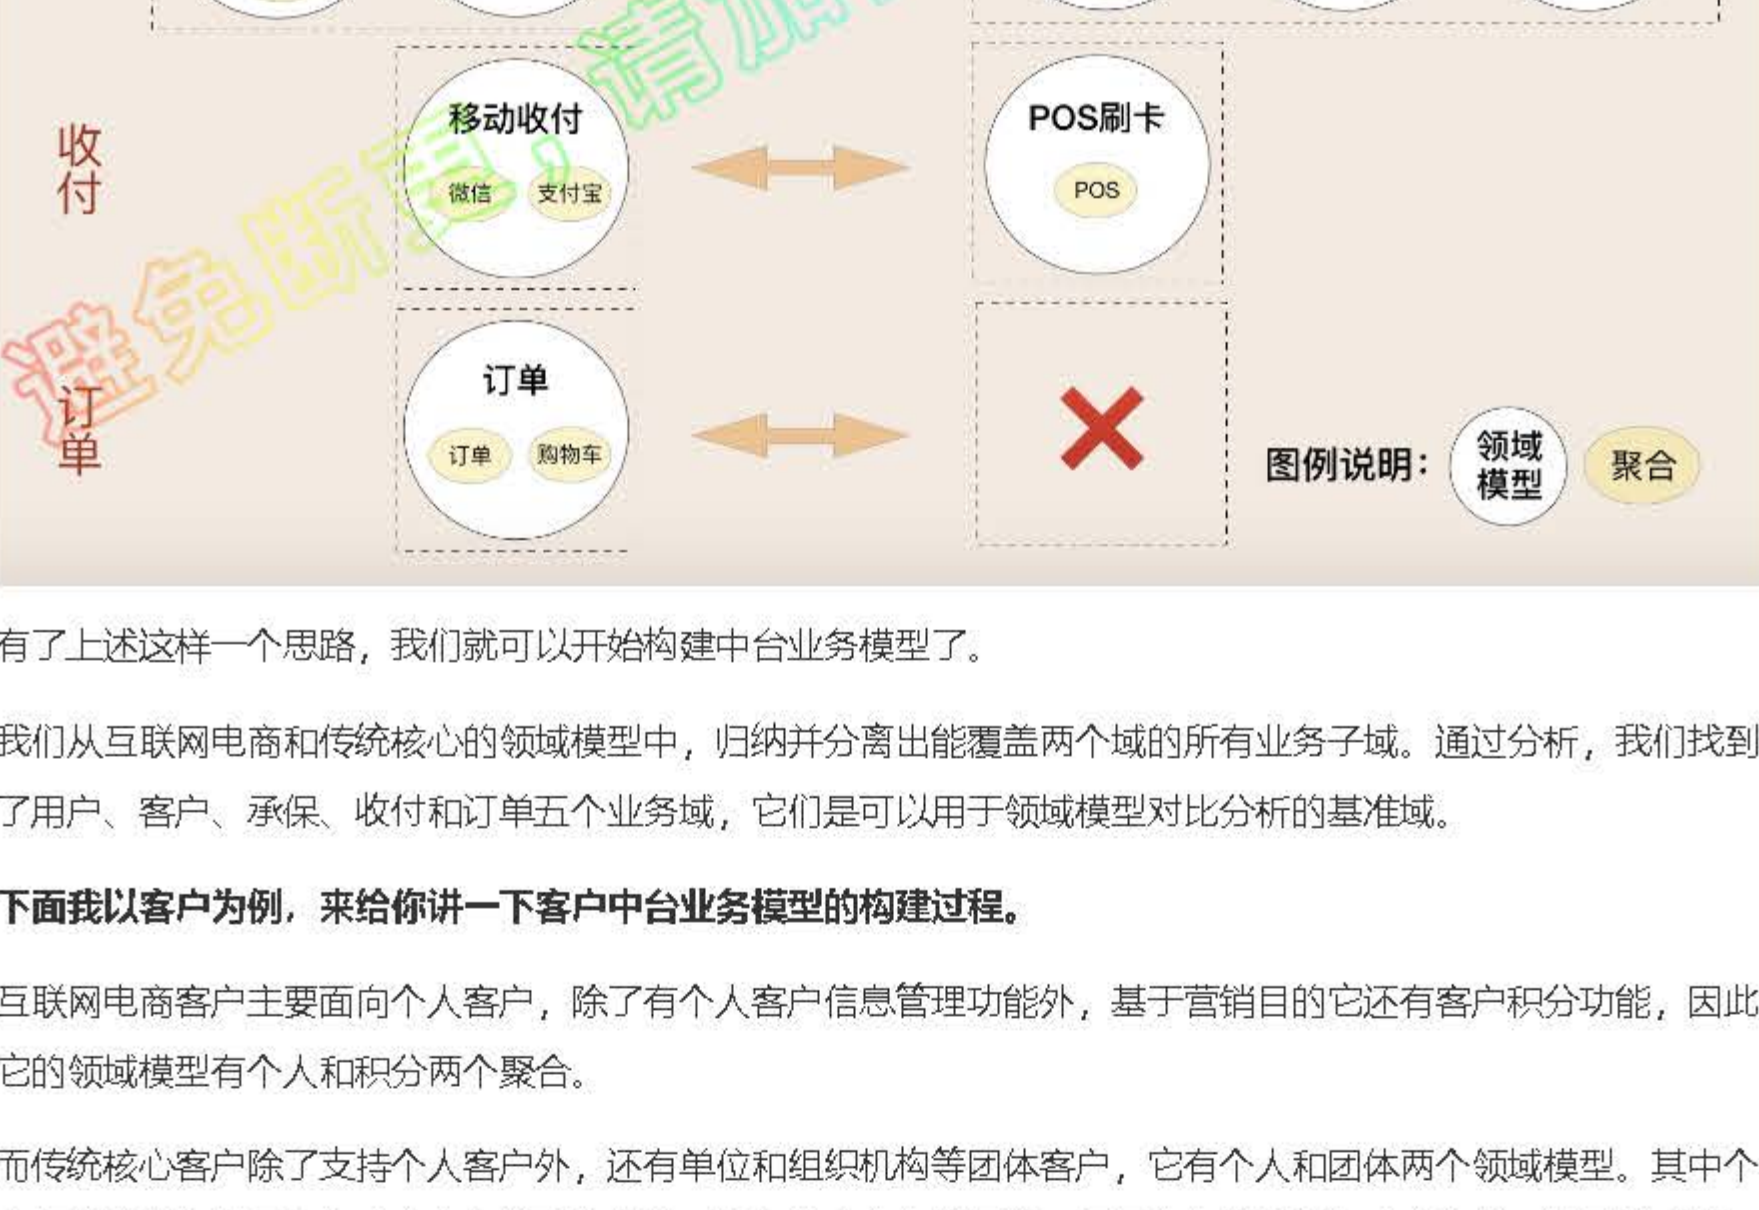 避免断更，请加
收付
移动收付
微信 支付宝
POS刷卡
POS
订单
订单
订单 购物车
图例说明：
领域模型
聚合
有了上述这样一个思路，我们就可以开始构建中台业务模型了。
我们从互联网电商和传统核心的领域模型中，归纳并分离出能覆盖两个域的所有业务子域。通过分析，我们找到
了用户、客户、承保、收付和订单五个业务域，它们是可以用于领域模型对比分析的基准域。
下面我以客户为例，来给你讲一下客户中台业务模型的构建过程。
互联网电商客户主要面向个人客户，除了有个人客户信息管理功能外，基于营销目的它还有客户积分功能，因此
它的领域模型有个人和积分两个聚合。
而传统核心客户除了支持个人客户外，还有单位和组织机构等团体客户，它有个人和团体两个领域模型。其中个